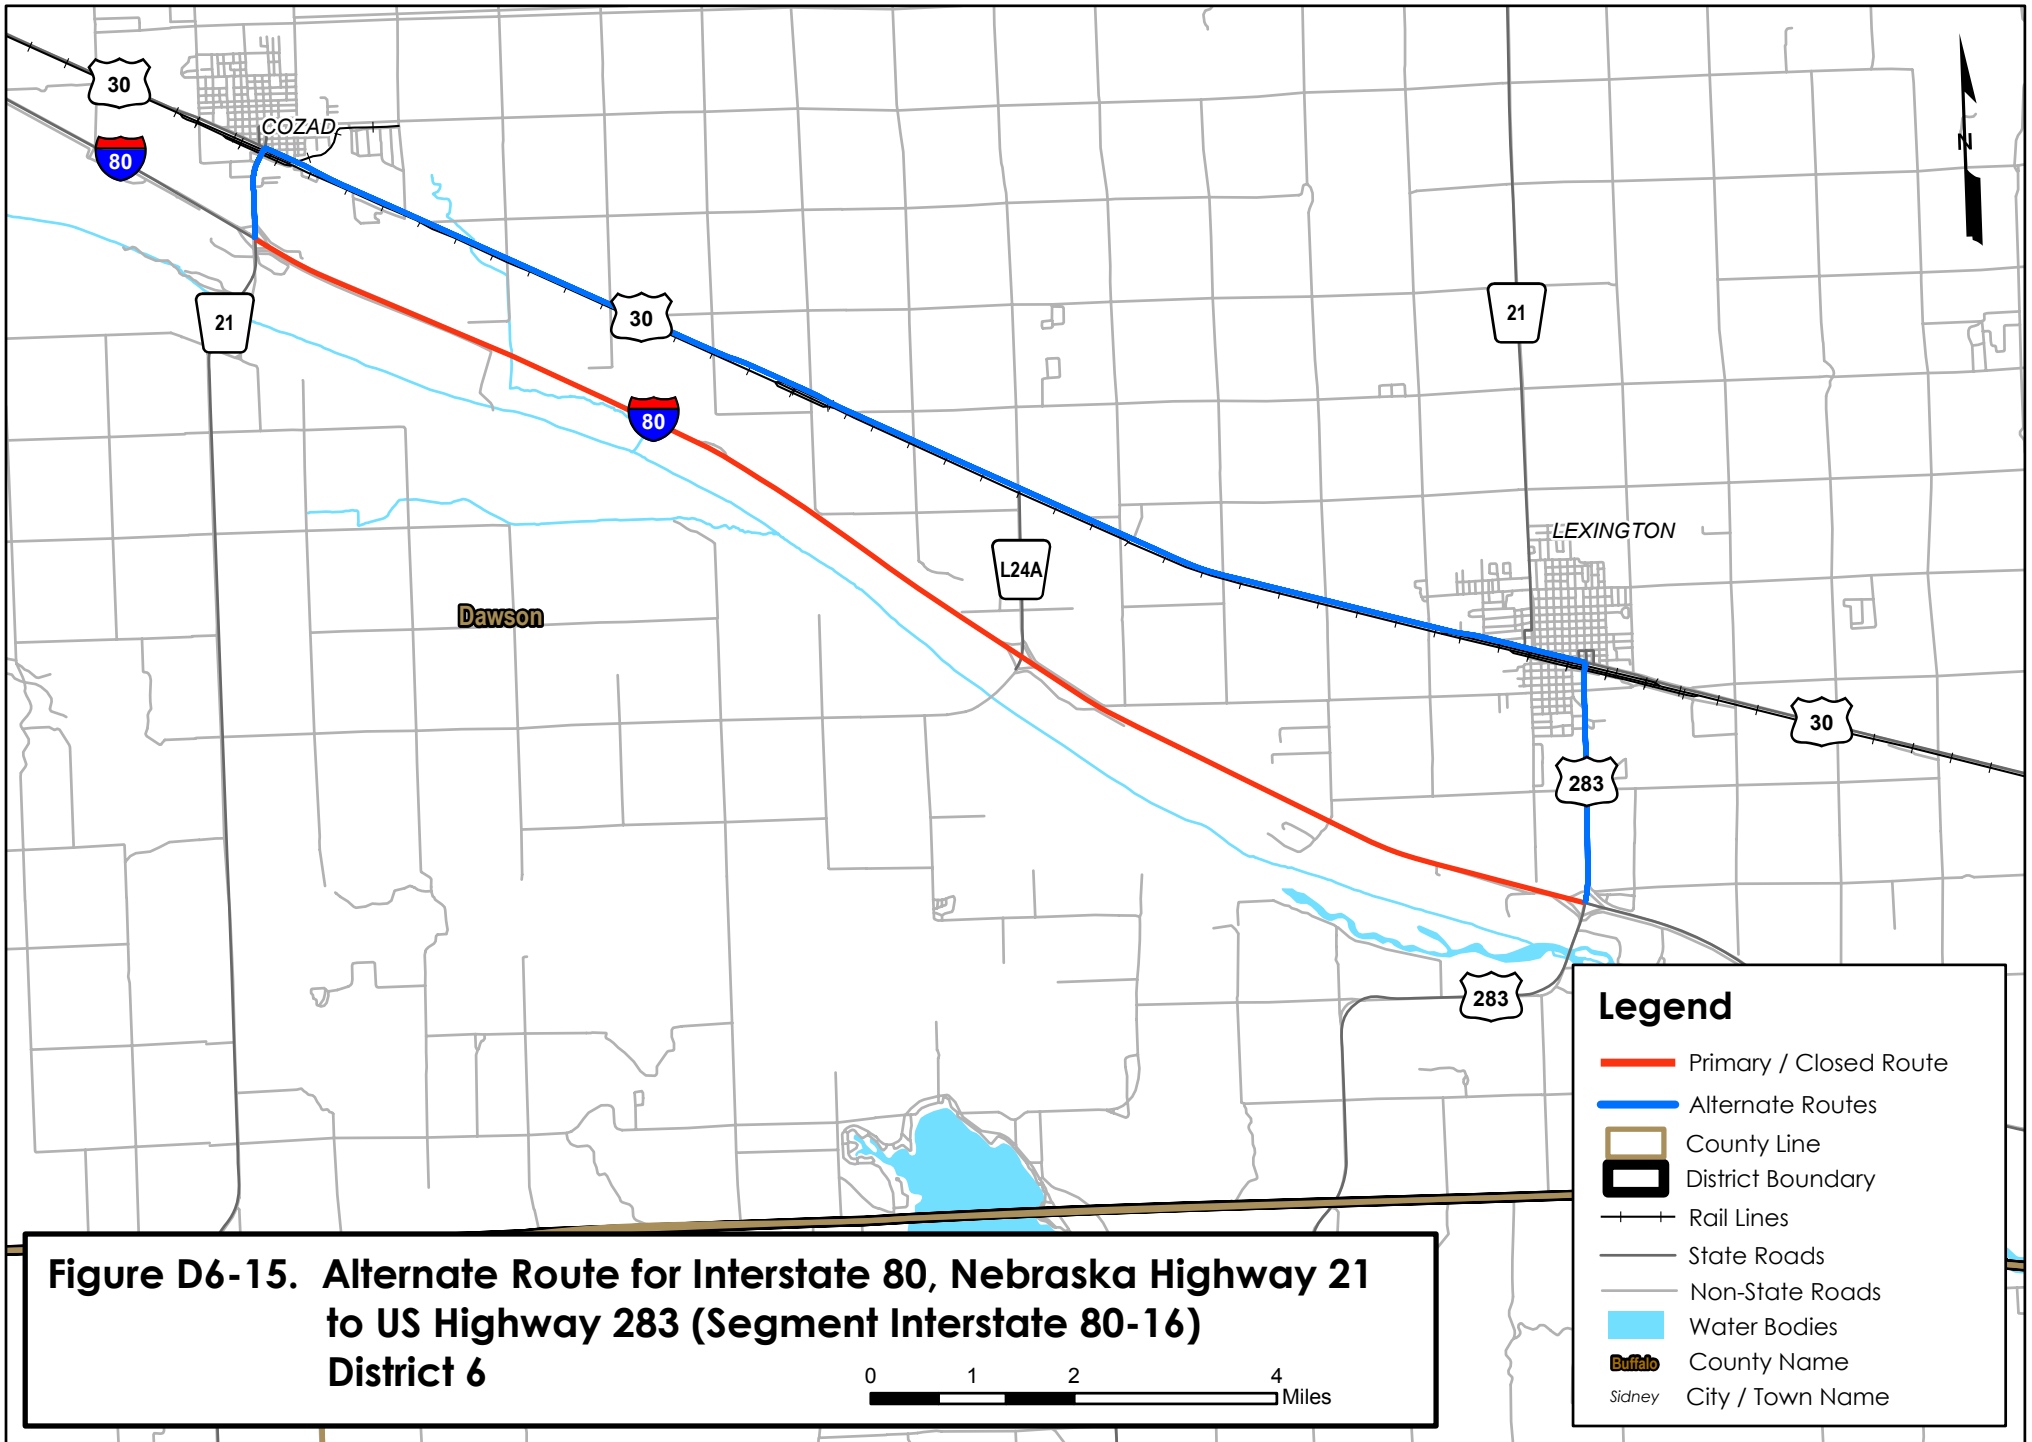 30
COZAD
80
N
21
30
21
80
LEXINGTON
L24A
Dawson
30
283
283
Legend
Primary / Closed Route
Alternate Routes
County Line
District Boundary
Rail Lines
State Roads
Non-State Roads
Water Bodies
Buffalo County Name
Sidney City / Town Name
Figure D6-15. Alternate Route for Interstate 80, Nebraska Highway 21
to US Highway 283 (Segment Interstate 80-16)
District 6
0 1 2 4
Miles